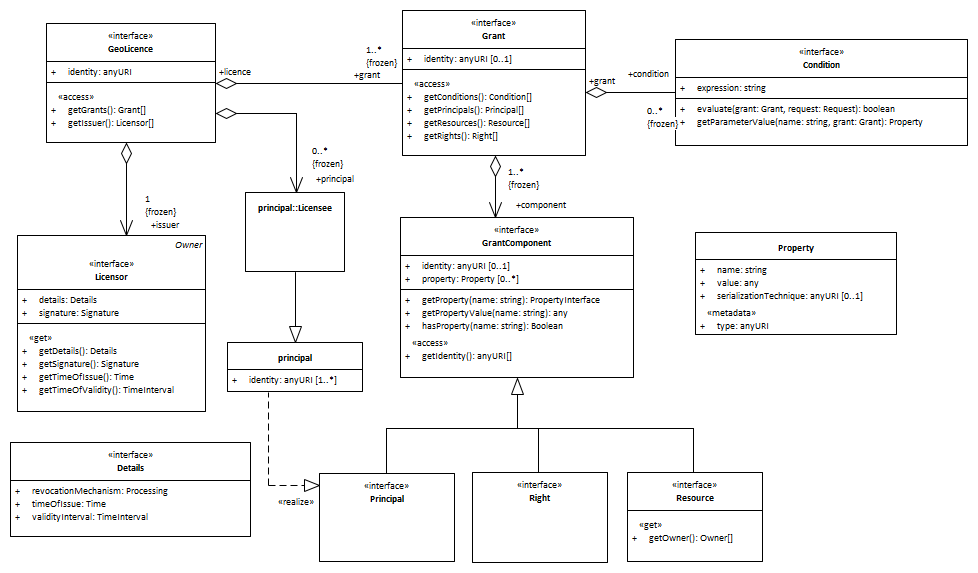 «interface»
GeoLicence
+ identity: anyURI
«access»
+ getGrants(): Grant[]
+ getIssuer(): Licensor[]
+licence
1..*
{frozen}
+grant
«interface»
Grant
+ identity: anyURI [0..1]
«access»
+ getConditions(): Condition[]
+ getPrincipals(): Principal[]
+ getResources(): Resource[]
+ getRights(): Right[]
+grant
+condition
0..*
{frozen}
«interface»
Condition
+ expression: string
+ evaluate(grant: Grant, request: Request): boolean
+ getParameterValue(name: string, grant: Grant): Property
0..*
{frozen}
+principal
1
{frozen}
+issuer
1..*
{frozen}
+component
principal::Licensee
Owner
«interface»
Licensor
+ details: Details
+ signature: Signature
«get»
+ getDetails(): Details
+ getSignature(): Signature
+ getTimeOfIssue(): Time
+ getTimeOfValidity(): TimeInterval
«interface»
GrantComponent
+ identity: anyURI [0..1]
+ property: Property [0..*]
+ getProperty(name: string): PropertyInterface
+ getPropertyValue(name: string): any
+ hasProperty(name: string): Boolean
«access»
+ getIdentity(): anyURI[]
Property
+ name: string
+ value: any
+ serializationTechnique: anyURI [0..1]
«metadata»
+ type: anyURI
principal
+ identity: anyURI [1..*]
«interface»
Details
+ revocationMechanism: Processing
+ timeOfIssue: Time
+ validityInterval: TimeInterval
«realize»
«interface»
Principal
«interface»
Right
«interface»
Resource
«get»
+ getOwner(): Owner[]